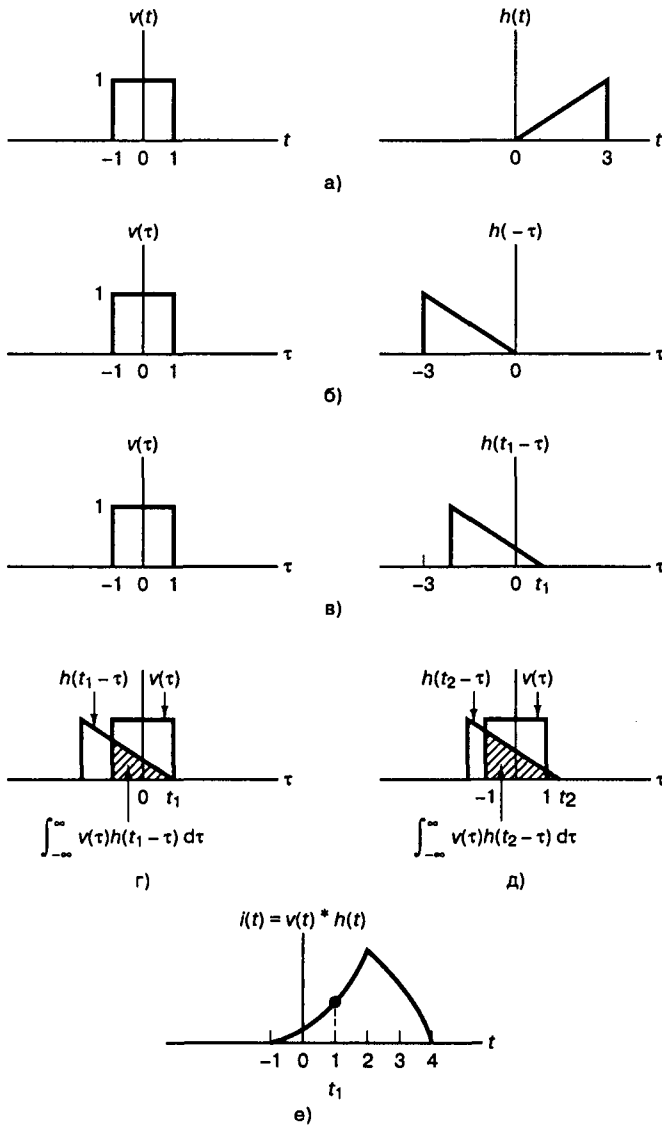 v(t) h(t)
1
t t
−1 0 1 0 3
а)
v(τ) h( − τ)
1
τ τ
−1 0 1 −3 0
б)
v(τ) h(t₁ − τ)
1
τ τ
−1 0 1 −3 0 t₁
в)
h(t₁ − τ) v(τ) h(t₂ − τ) v(τ)
τ τ
0 t₁ −1 1 t₂
∫₋∞^∞ v(τ)h(t₁ − τ) dτ ∫₋∞^∞ v(τ)h(t₂ − τ) dτ
г) д)
i(t) = v(t) * h(t)
t
−1 0 1 2 3 4
t₁
е)